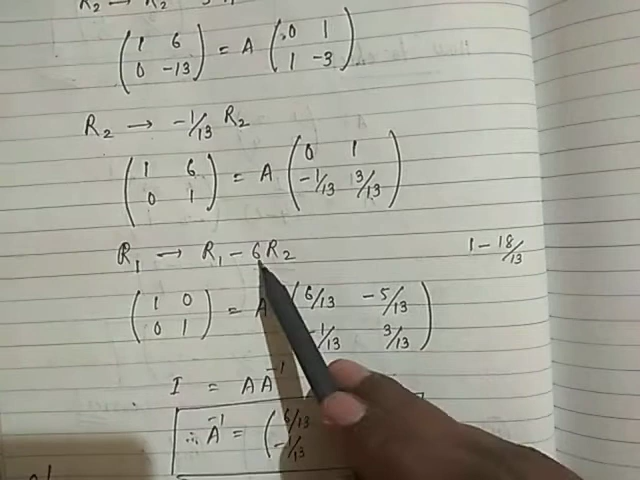 R₂ → R₂
( 1 6 ; 0 -13 ) = A ( 0 1 ; 1 -3 )
R₂ → -1/13 R₂
( 1 6 ; 0 1 ) = A ( 0 1 ; -1/13 3/13 )
R₁ → R₁ - 6R₂
1 - 18/13
( 1 0 ; 0 1 ) = A ( 6/13 -5/13 ; -1/13 3/13 )
I = AA⁻¹
∴ A⁻¹ = ( 6/13 ; -1/13